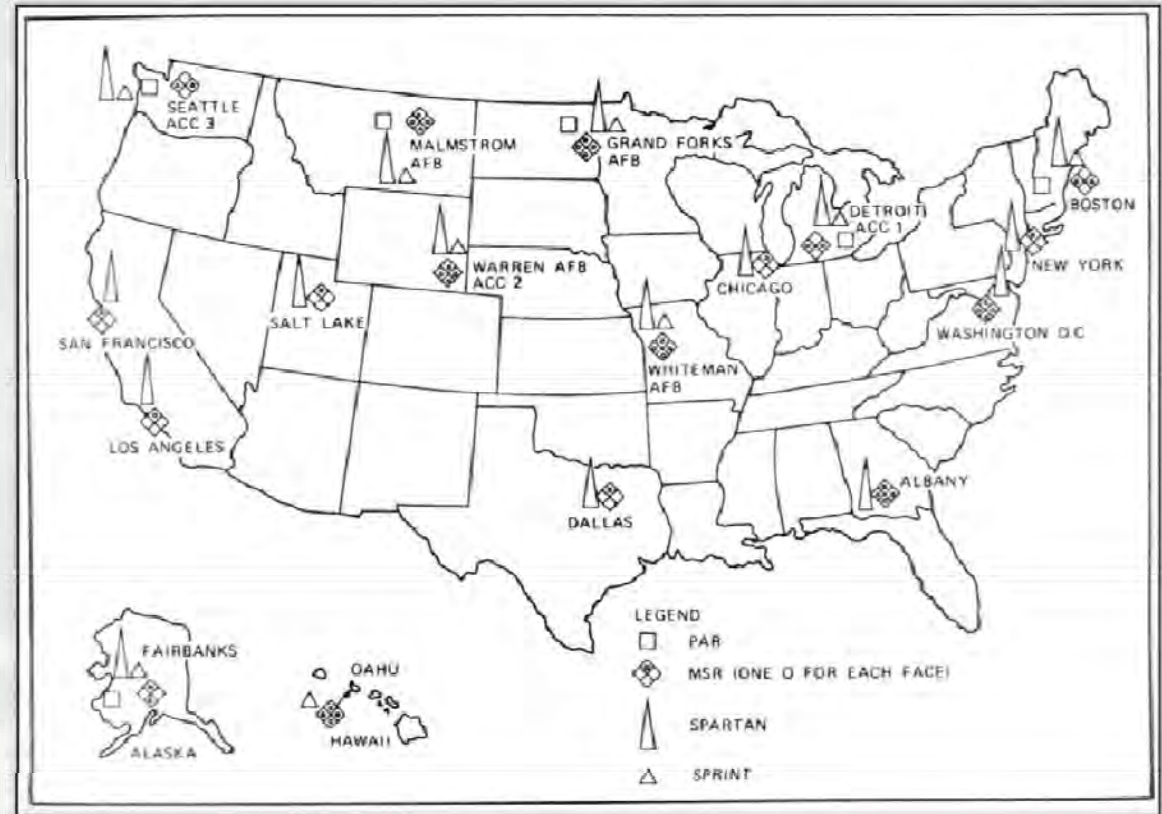 SEATTLE
ACC 3
MALMSTROM
AFB
GRAND FORKS
AFB
DETROIT
ACC 1
BOSTON
NEW YORK
WARREN AFB
ACC 2
CHICAGO
SALT LAKE
WASHINGTON D.C
SAN FRANCISCO
WHITEMAN
AFB
LOS ANGELES
ALBANY
DALLAS
LEGEND
PAR
MSR (ONE O FOR EACH FACE)
SPARTAN
SPRINT
FAIRBANKS
ALASKA
OAHU
HAWAII